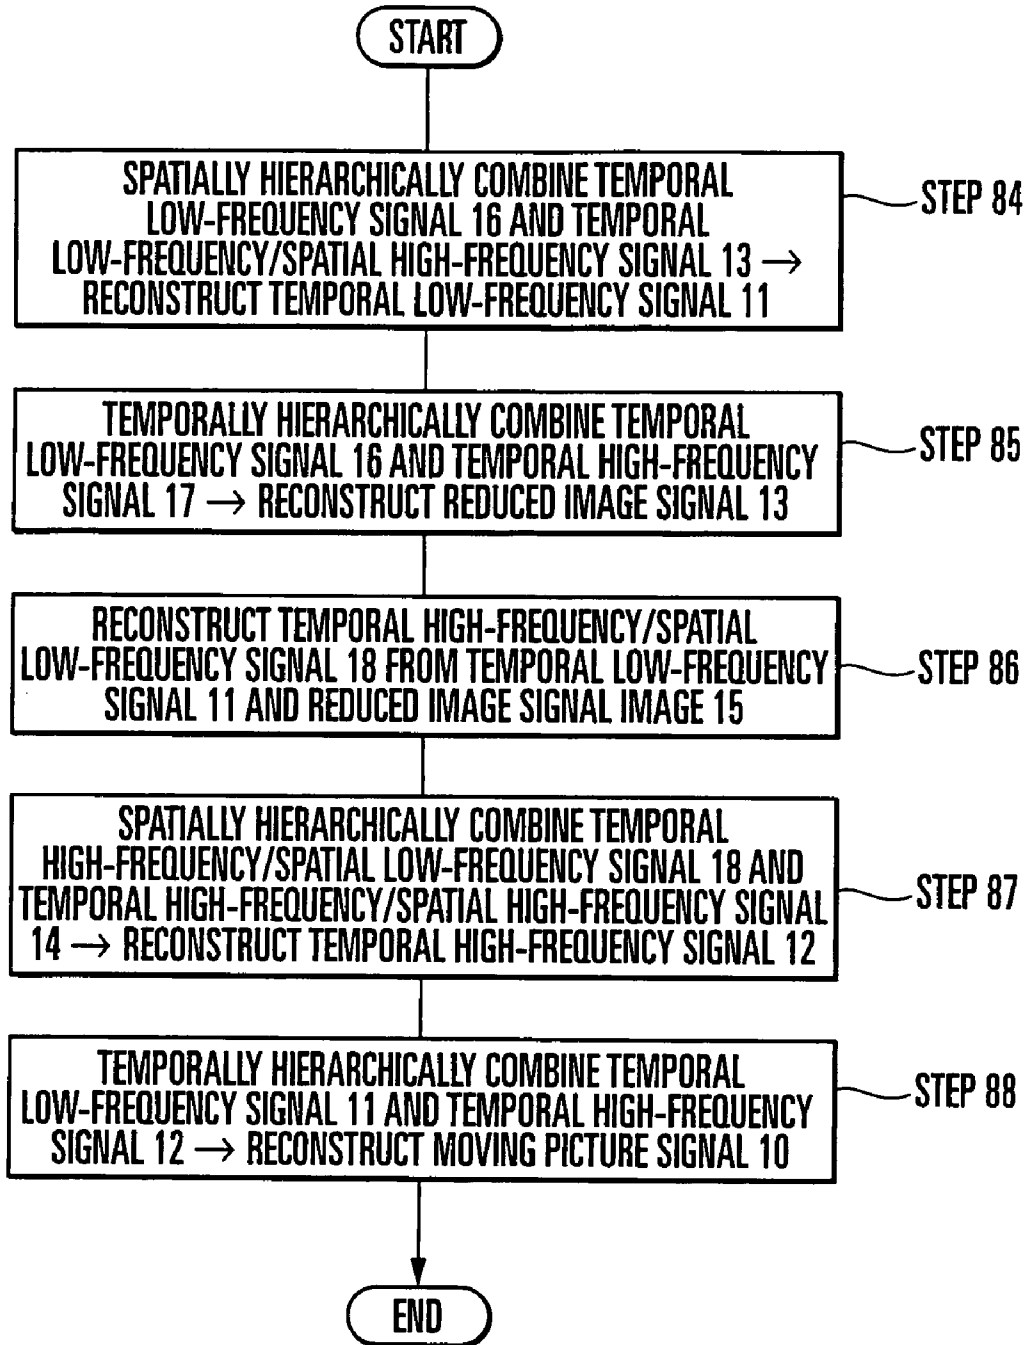 START
SPATIALLY HIERARCHICALLY COMBINE TEMPORAL
LOW-FREQUENCY SIGNAL 16 AND TEMPORAL
LOW-FREQUENCY/SPATIAL HIGH-FREQUENCY SIGNAL 13 →
RECONSTRUCT TEMPORAL LOW-FREQUENCY SIGNAL 11
STEP 84
TEMPORALLY HIERARCHICALLY COMBINE TEMPORAL
LOW-FREQUENCY SIGNAL 16 AND TEMPORAL HIGH-FREQUENCY
SIGNAL 17 → RECONSTRUCT REDUCED IMAGE SIGNAL 13
STEP 85
RECONSTRUCT TEMPORAL HIGH-FREQUENCY/SPATIAL
LOW-FREQUENCY SIGNAL 18 FROM TEMPORAL LOW-FREQUENCY
SIGNAL 11 AND REDUCED IMAGE SIGNAL IMAGE 15
STEP 86
SPATIALLY HIERARCHICALLY COMBINE TEMPORAL
HIGH-FREQUENCY/SPATIAL LOW-FREQUENCY SIGNAL 18 AND
TEMPORAL HIGH-FREQUENCY/SPATIAL HIGH-FREQUENCY SIGNAL
14 → RECONSTRUCT TEMPORAL HIGH-FREQUENCY SIGNAL 12
STEP 87
TEMPORALLY HIERARCHICALLY COMBINE TEMPORAL
LOW-FREQUENCY SIGNAL 11 AND TEMPORAL HIGH-FREQUENCY
SIGNAL 12 → RECONSTRUCT MOVING PICTURE SIGNAL 10
STEP 88
END